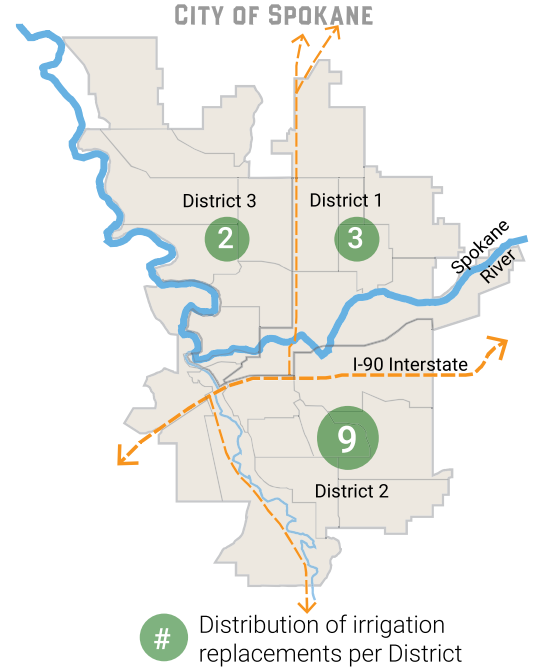 CITY OF SPOKANE
District 3
District 1
2
3
Spokane
River
I-90 Interstate
9
District 2
#
Distribution of irrigation
replacements per District